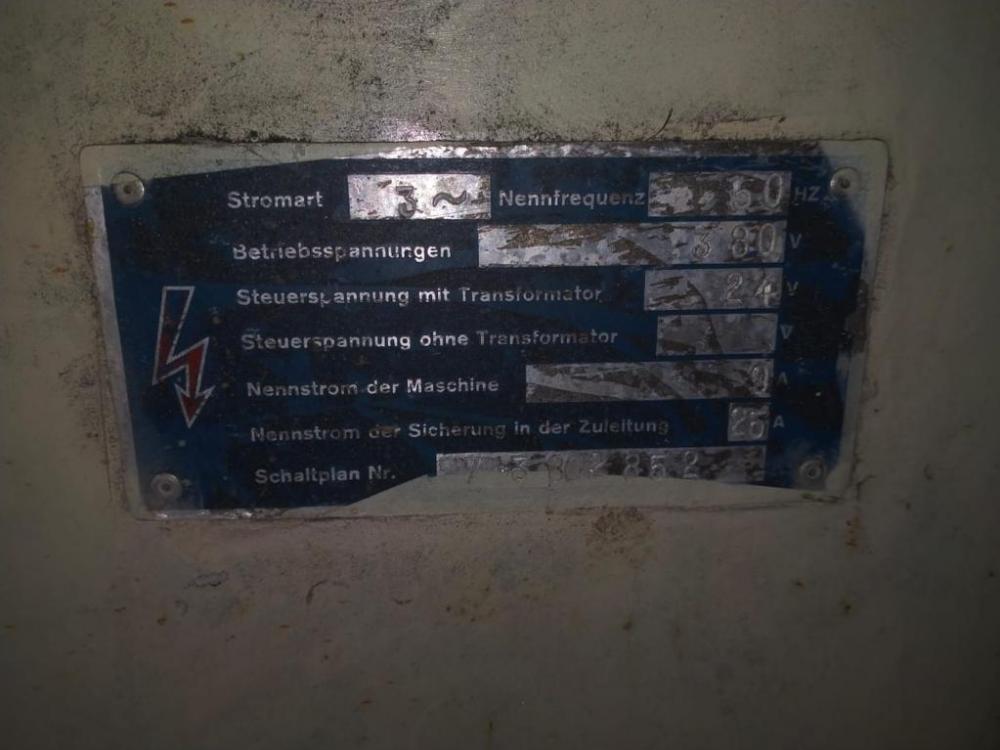 Stromart 3 ~ Nennfrequenz HZ
Betriebsspannungen 380 V
Steuerspannung mit Transformator 24 V
Steuerspannung ohne Transformator V
Nennstrom der Maschine A
Nennstrom der Sicherung in der Zuleitung 25 A
Schaltplan Nr.